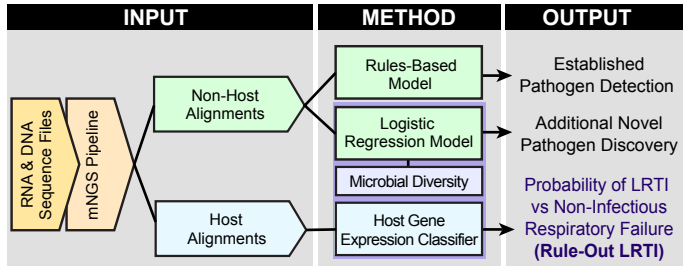 INPUT
METHOD
OUTPUT
RNA & DNA
Sequence Files
mNGS Pipeline
Non-Host
Alignments
Host
Alignments
Rules-Based
Model
Logistic
Regression Model
Microbial Diversity
Host Gene
Expression Classifier
Established
Pathogen Detection
Additional Novel
Pathogen Discovery
Probability of LRTI
vs Non-Infectious
Respiratory Failure
(Rule-Out LRTI)